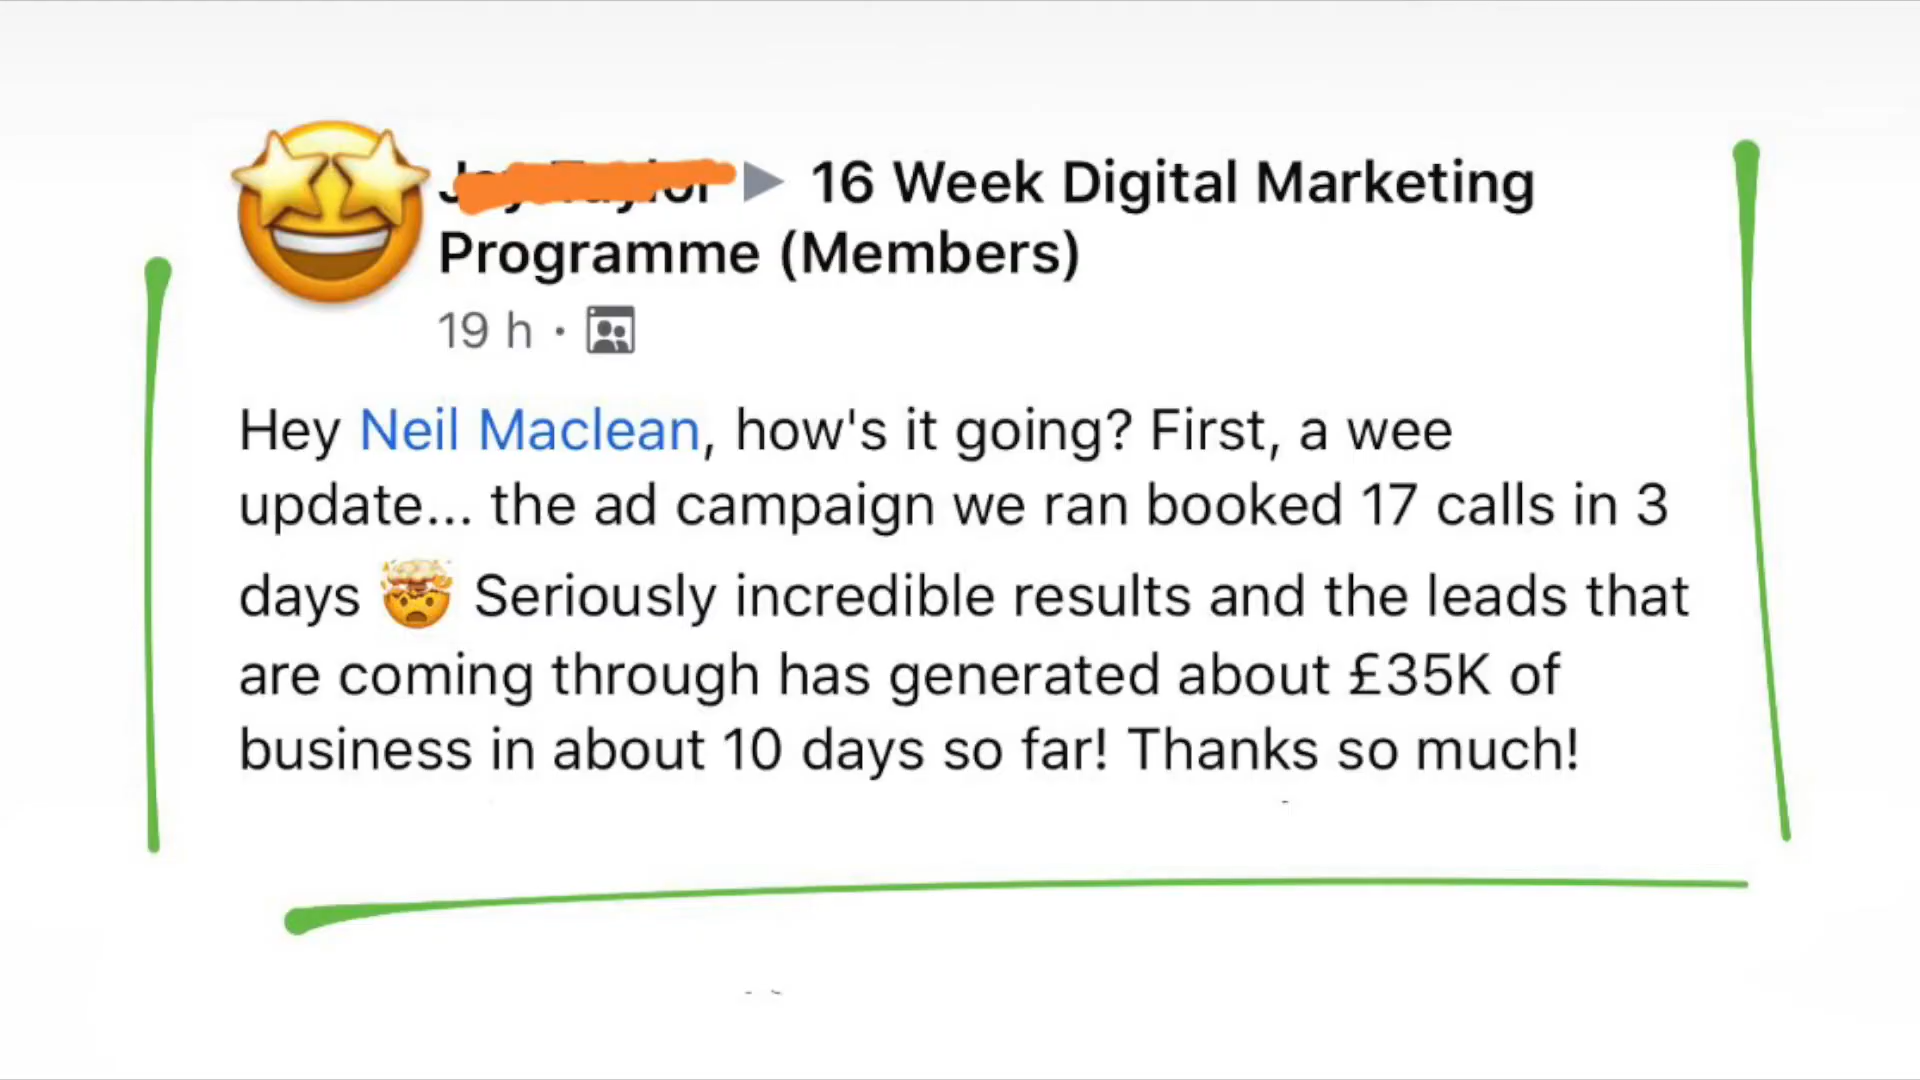 16 Week Digital Marketing
Programme (Members)
19 h ·
Hey Neil Maclean, how's it going? First, a wee
update... the ad campaign we ran booked 17 calls in 3
days 🤯 Seriously incredible results and the leads that
are coming through has generated about £35K of
business in about 10 days so far! Thanks so much!